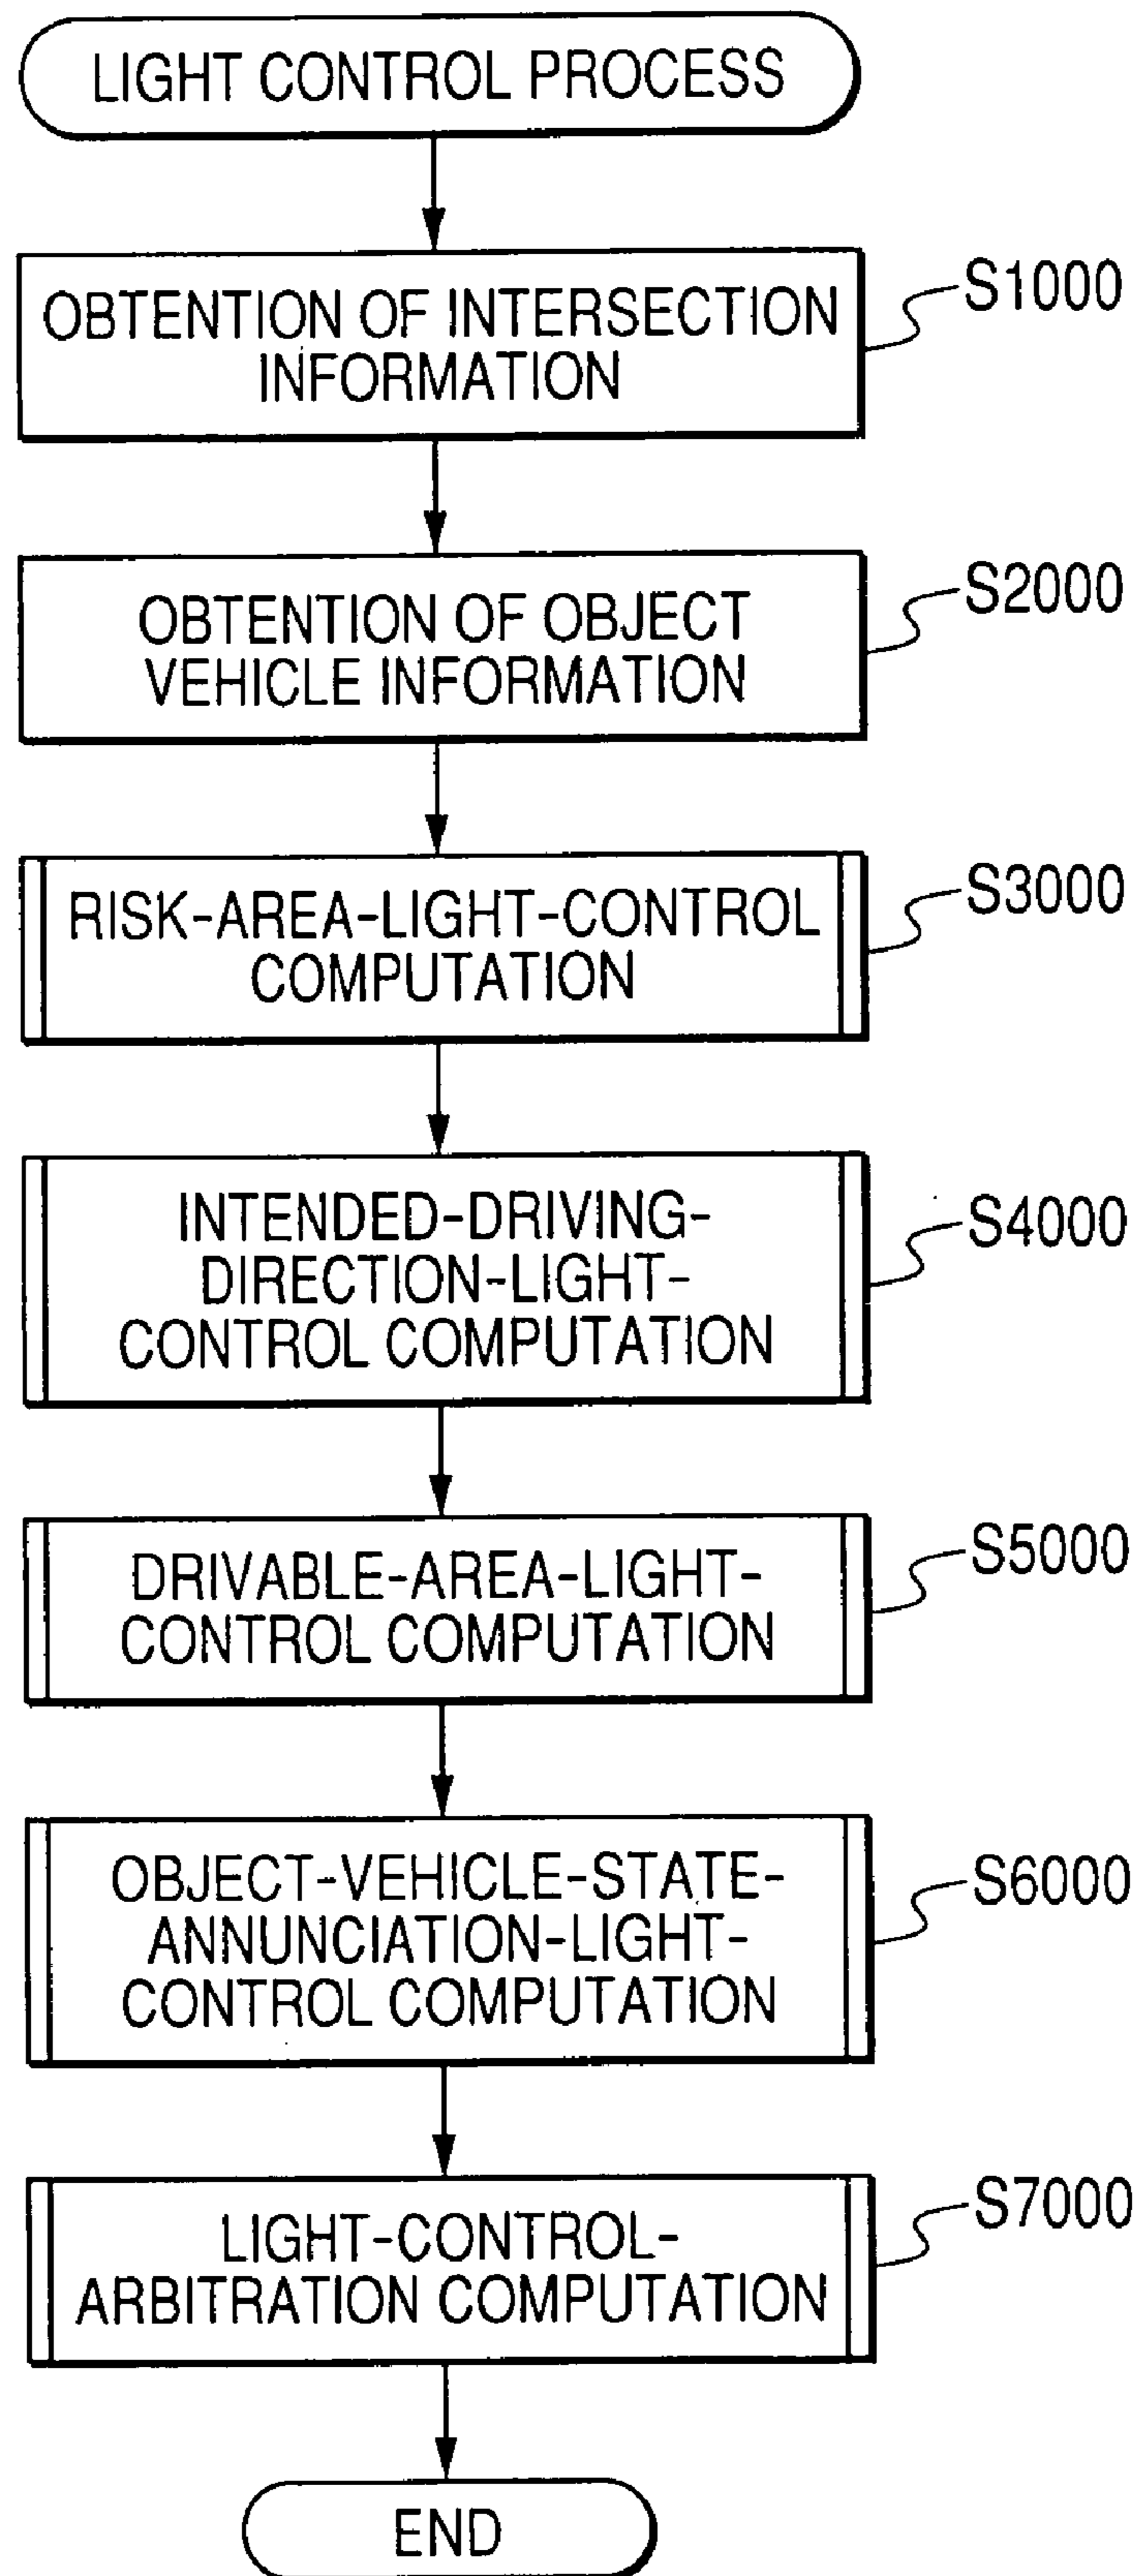 LIGHT CONTROL PROCESS
OBTENTION OF INTERSECTION
INFORMATION
S1000
OBTENTION OF OBJECT
VEHICLE INFORMATION
S2000
RISK-AREA-LIGHT-CONTROL
COMPUTATION
S3000
INTENDED-DRIVING-
DIRECTION-LIGHT-
CONTROL COMPUTATION
S4000
DRIVABLE-AREA-LIGHT-
CONTROL COMPUTATION
S5000
OBJECT-VEHICLE-STATE-
ANNUNCIATION-LIGHT-
CONTROL COMPUTATION
S6000
LIGHT-CONTROL-
ARBITRATION COMPUTATION
S7000
END